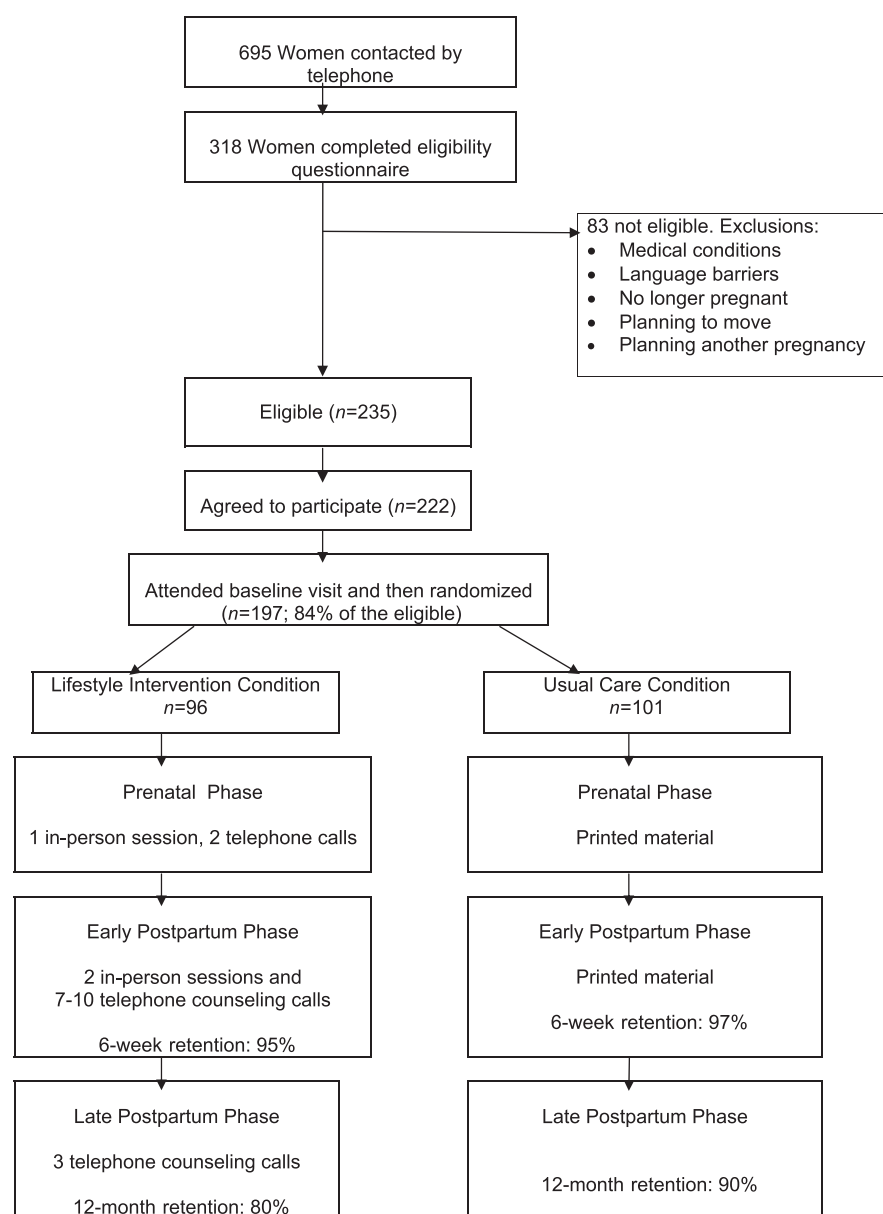 695 Women contacted by
telephone
318 Women completed eligibility
questionnaire
83 not eligible. Exclusions:
• Medical conditions
• Language barriers
• No longer pregnant
• Planning to move
• Planning another pregnancy
Eligible (n=235)
Agreed to participate (n=222)
Attended baseline visit and then randomized
(n=197; 84% of the eligible)
Lifestyle Intervention Condition
n=96
Usual Care Condition
n=101
Prenatal Phase
1 in-person session, 2 telephone calls
Prenatal Phase
Printed material
Early Postpartum Phase
2 in-person sessions and
7-10 telephone counseling calls
6-week retention: 95%
Early Postpartum Phase
Printed material
6-week retention: 97%
Late Postpartum Phase
3 telephone counseling calls
12-month retention: 80%
Late Postpartum Phase
12-month retention: 90%